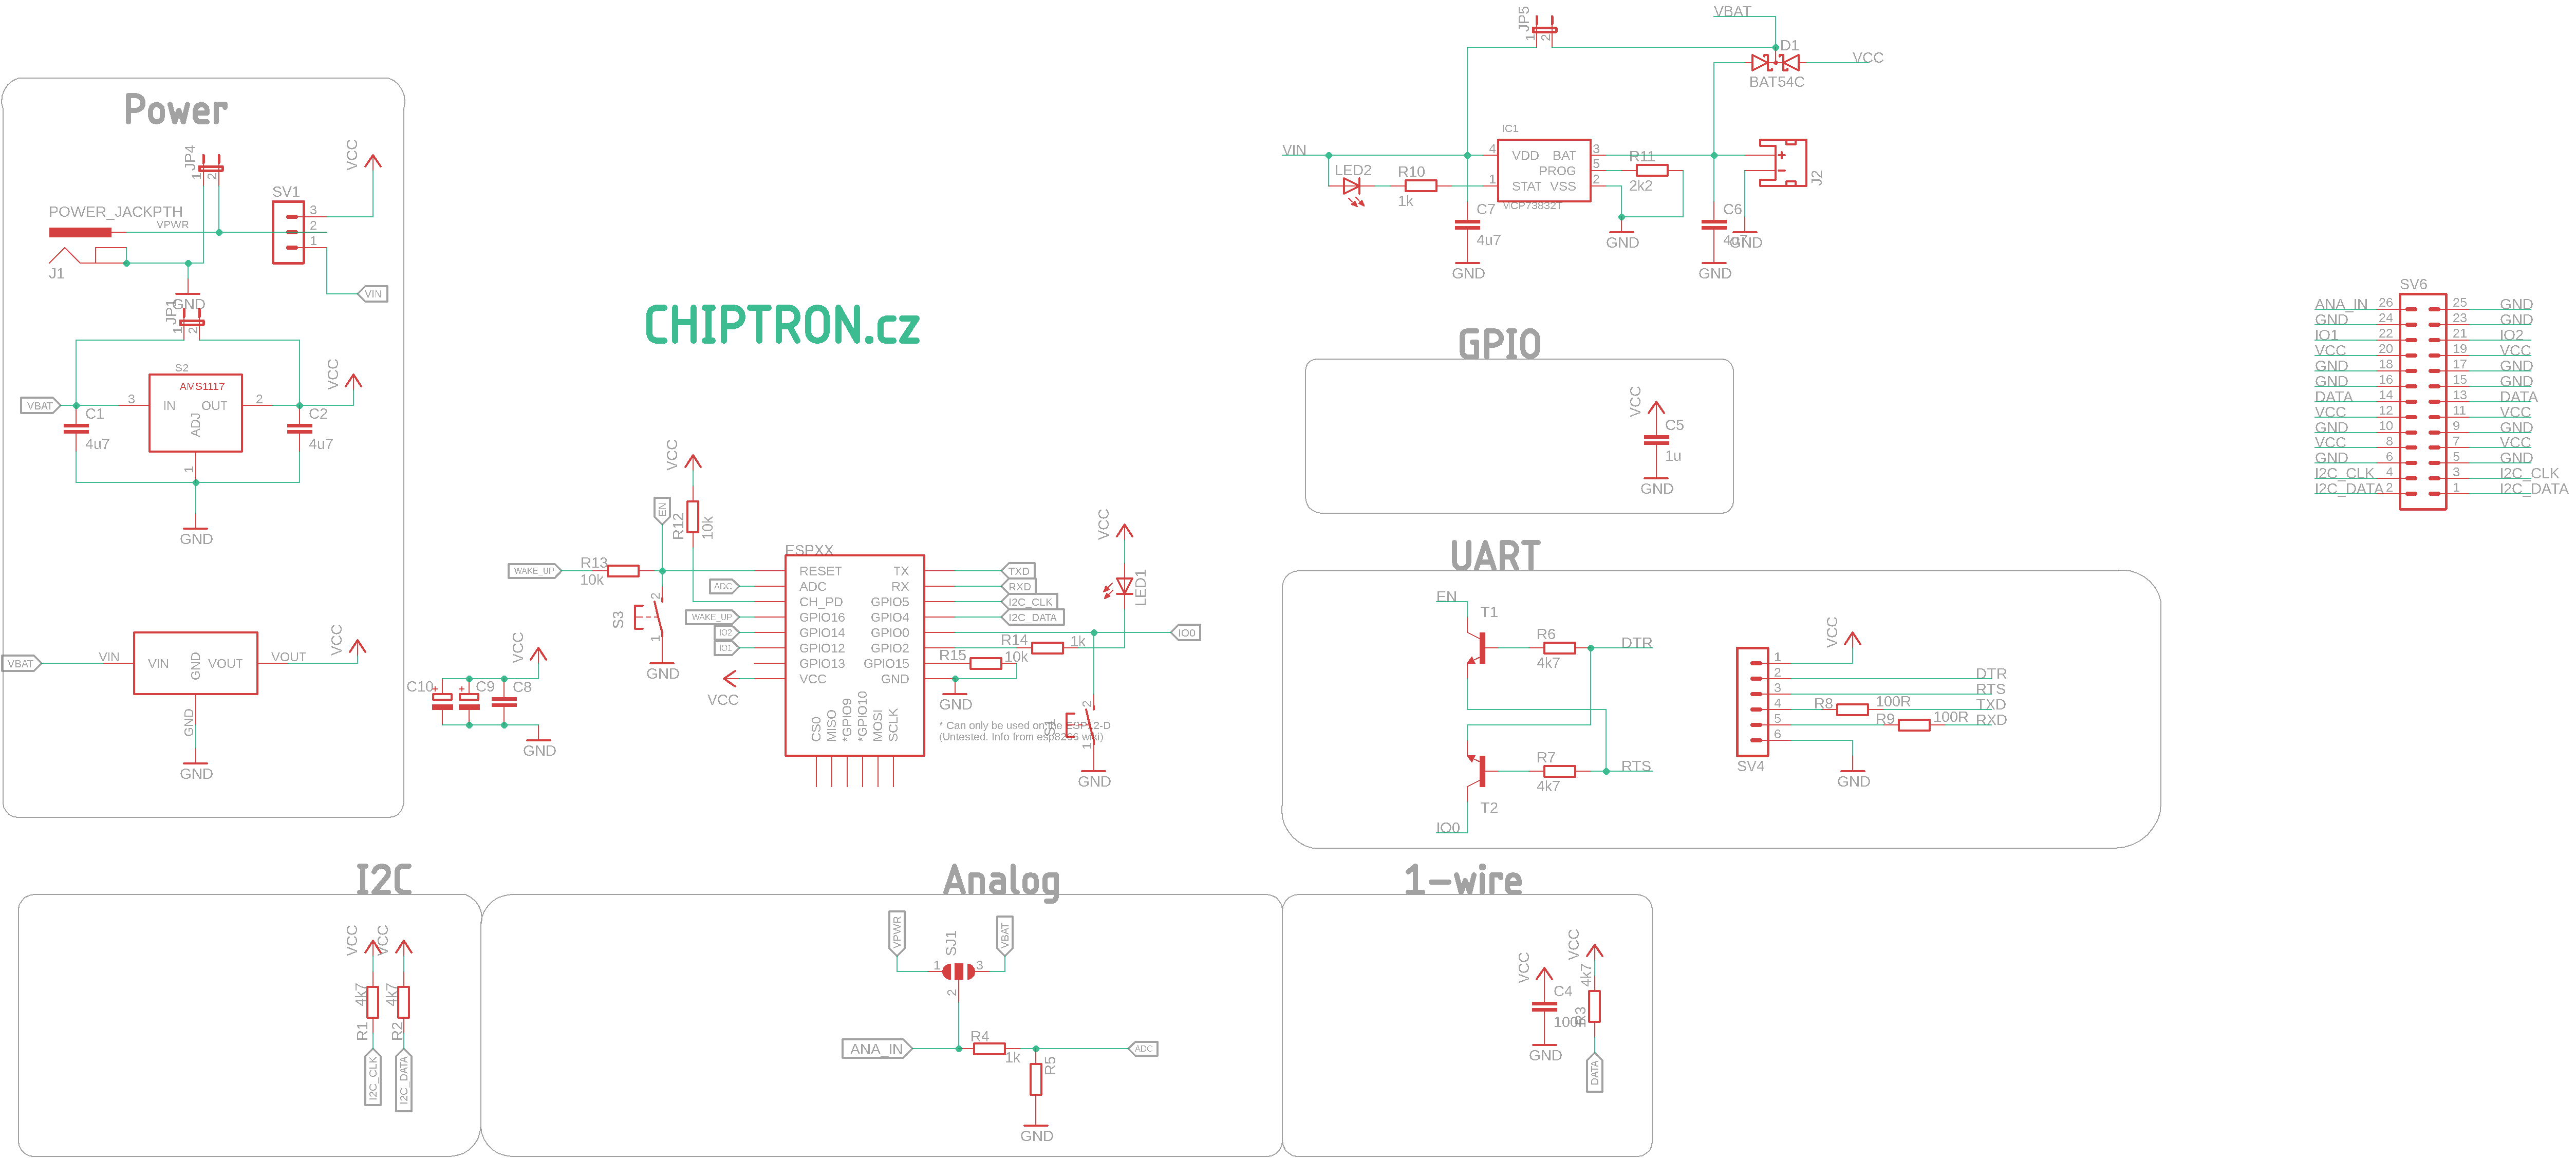 Power
JP4
1
2
VCC
SV1
3
2
1
POWER_JACKPTH
VPWR
J1
GND
VIN
JP1
1
2
S2
AMS1117
VCC
VBAT
3
IN
OUT
2
ADJ
1
C1
4u7
C2
4u7
GND
VBAT
VIN
VIN
GND
VOUT
VOUT
VCC
GND
GND
CHIPTRON.cz
VCC
EN
R12
10k
WAKE_UP
R13
10k
S3
2
1
GND
ADC
WAKE_UP
IO2
IO1
VCC
VCC
C10
+
C9
+
C8
GND
ESPXX
RESET
ADC
CH_PD
GPIO16
GPIO14
GPIO12
GPIO13
VCC
TX
RX
GPIO5
GPIO4
GPIO0
GPIO2
GPIO15
GND
CS0
MISO
*GPIO9
*GPIO10
MOSI
SCLK
TXD
RXD
I2C_CLK
I2C_DATA
IO0
R14
1k
R15
10k
GND
* Can only be used on the ESP12-D
(Untested. Info from esp8266 wiki)
VCC
LED1
S1
2
1
GND
JP5
1
2
VBAT
D1
BAT54C
VCC
VIN
LED2
R10
1k
IC1
4
VDD
BAT
3
PROG
5
1
STAT
VSS
2
MCP73832T
R11
2k2
C7
4u7
GND
GND
C6
4u7
GND
GND
J2
+
-
GPIO
VCC
C5
1u
GND
UART
EN
T1
R6
4k7
DTR
R7
4k7
RTS
T2
IO0
SV4
1
2
3
4
5
6
VCC
DTR
RTS
TXD
RXD
R8
100R
R9
100R
GND
SV6
ANA_IN 26 25 GND
GND 24 23 GND
IO1 22 21 IO2
VCC 20 19 VCC
GND 18 17 GND
GND 16 15 GND
DATA 14 13 DATA
VCC 12 11 VCC
GND 10 9 GND
VCC 8 7 VCC
GND 6 5 GND
I2C_CLK 4 3 I2C_CLK
I2C_DATA 2 1 I2C_DATA
I2C
VCC
VCC
4k7
R1
4k7
R2
I2C_CLK
I2C_DATA
Analog
VPWR
VBAT
SJ1
1
3
2
ANA_IN
R4
1k
R5
ADC
GND
1-wire
VCC
C4
100n
GND
VCC
4k7
R3
DATA